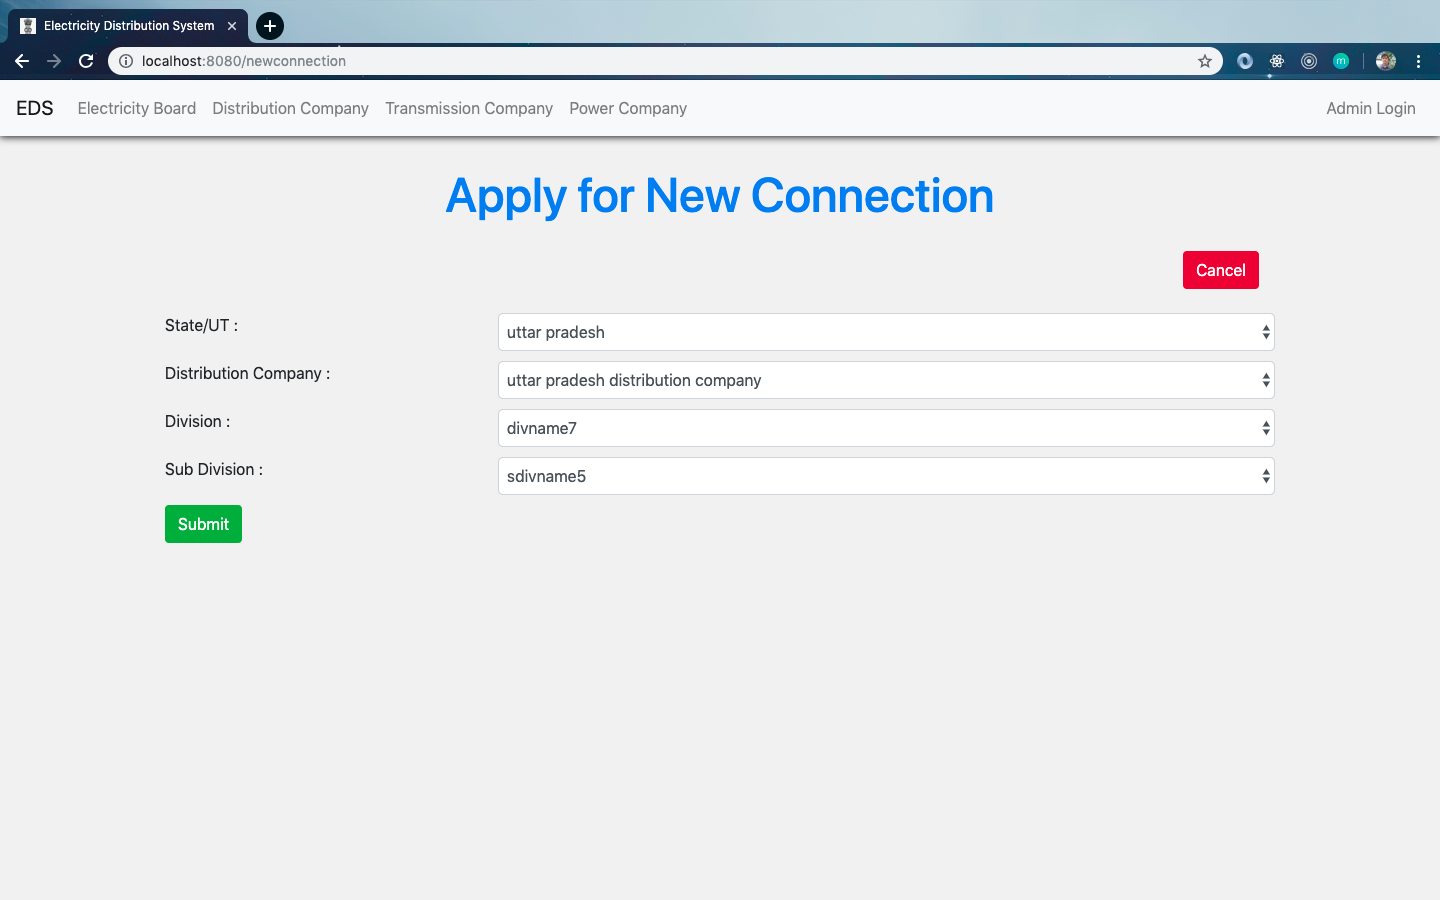 Electricity Distribution System
localhost:8080/newconnection
m
EDS Electricity Board Distribution Company Transmission Company Power Company Admin Login
Apply for New Connection
Cancel
State/UT : uttar pradesh
Distribution Company : uttar pradesh distribution company
Division : divname7
Sub Division : sdivname5
Submit